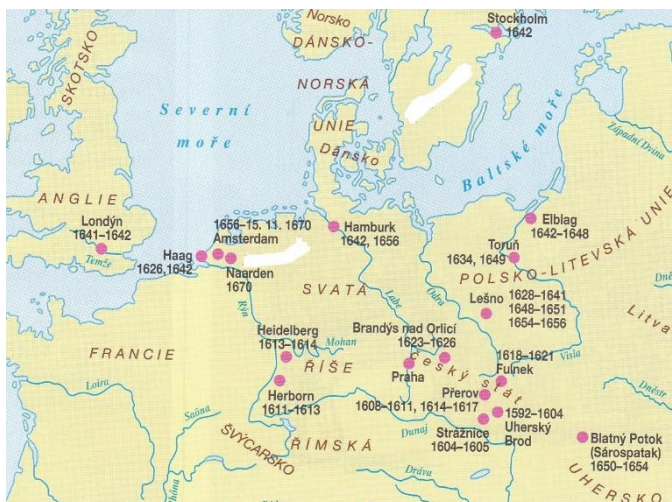 Stockholm
1642
SKOTSKO
Norsko
DÁNSKO-
NORSKÁ
UNIE
Dánsko
Severní
moře
Baltské moře
Západní Dvina
ANGLIE
Londýn
1641–1642
Temže
1656–15. 11. 1670
Amsterdam
Haag
1626,1642
Naarden
1670
Hamburk
1642, 1656
Elblag
1642–1648
Toruň
1634, 1649
POLSKO-LITEVSKÁ UNIE
Lešno
1628–1641
1648–1651
1654–1656
Litva
SVATÁ
Labe
Odra
Rýn
Heidelberg
1613–1614
Mohan
Brandýs nad Orlicí
1623–1626
1618–1621
Fulnek
Visla
FRANCIE
ŘÍŠE
Praha
český stát
Herborn
1611–1613
Přerov
1608–1611, 1614–1617
1592–1604
Uherský
Brod
Strážnice
1604–1605
Loira
Saôna
Rhôna
ŠVÝCARSKO
ŘÍMSKÁ
Dunaj
Dráva
Dněstr
Blatný Potok
(Sárospatak)
1650–1654
UHERSKO